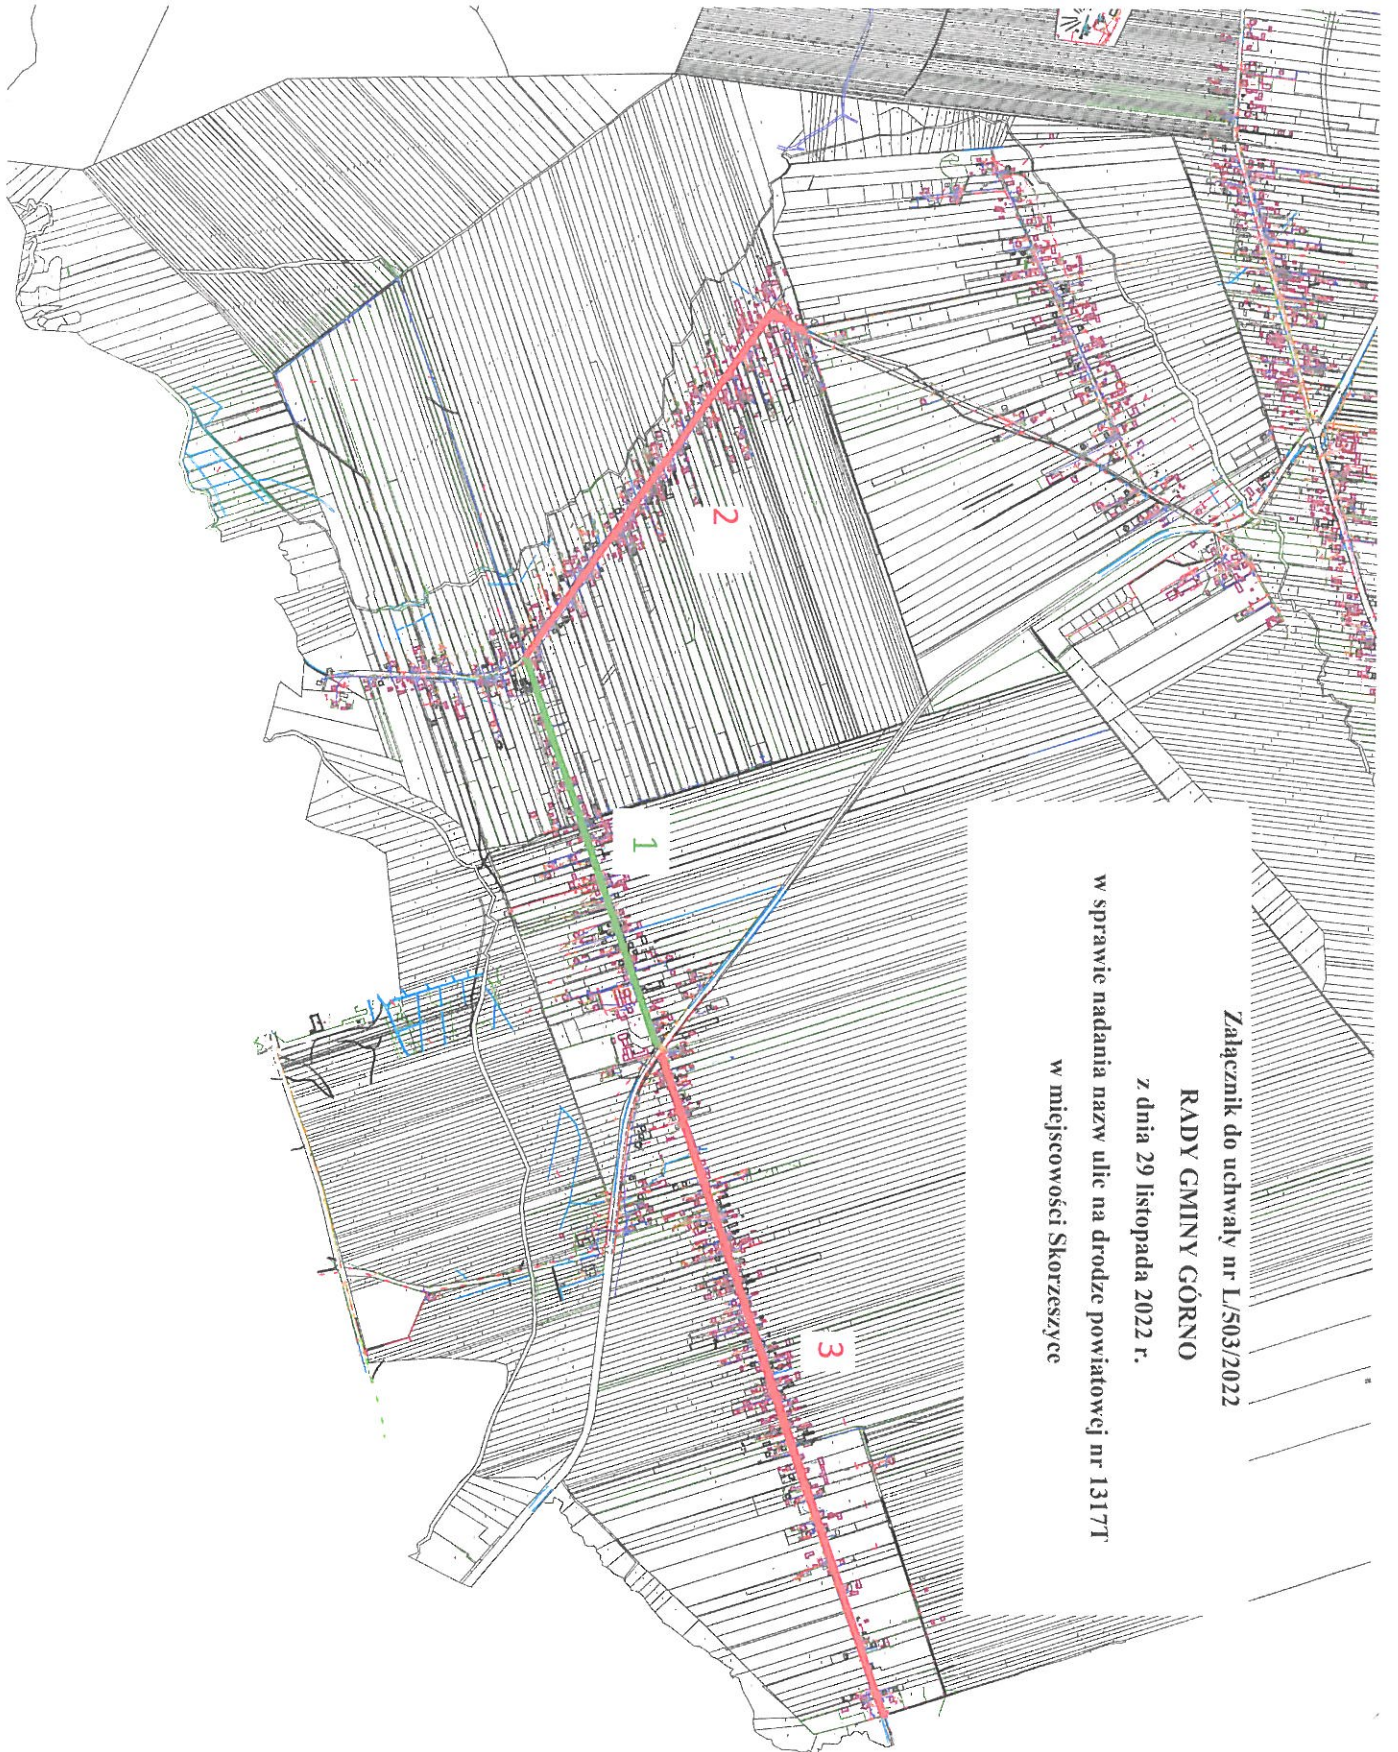 Załącznik do uchwały nr L/503/2022
RADY GMINY GÓRNO
z dnia 29 listopada 2022 r.
w sprawie nadania nazw ulic na drodze powiatowej nr 1317T
w miejscowości Skorzeszyce
2
1
3